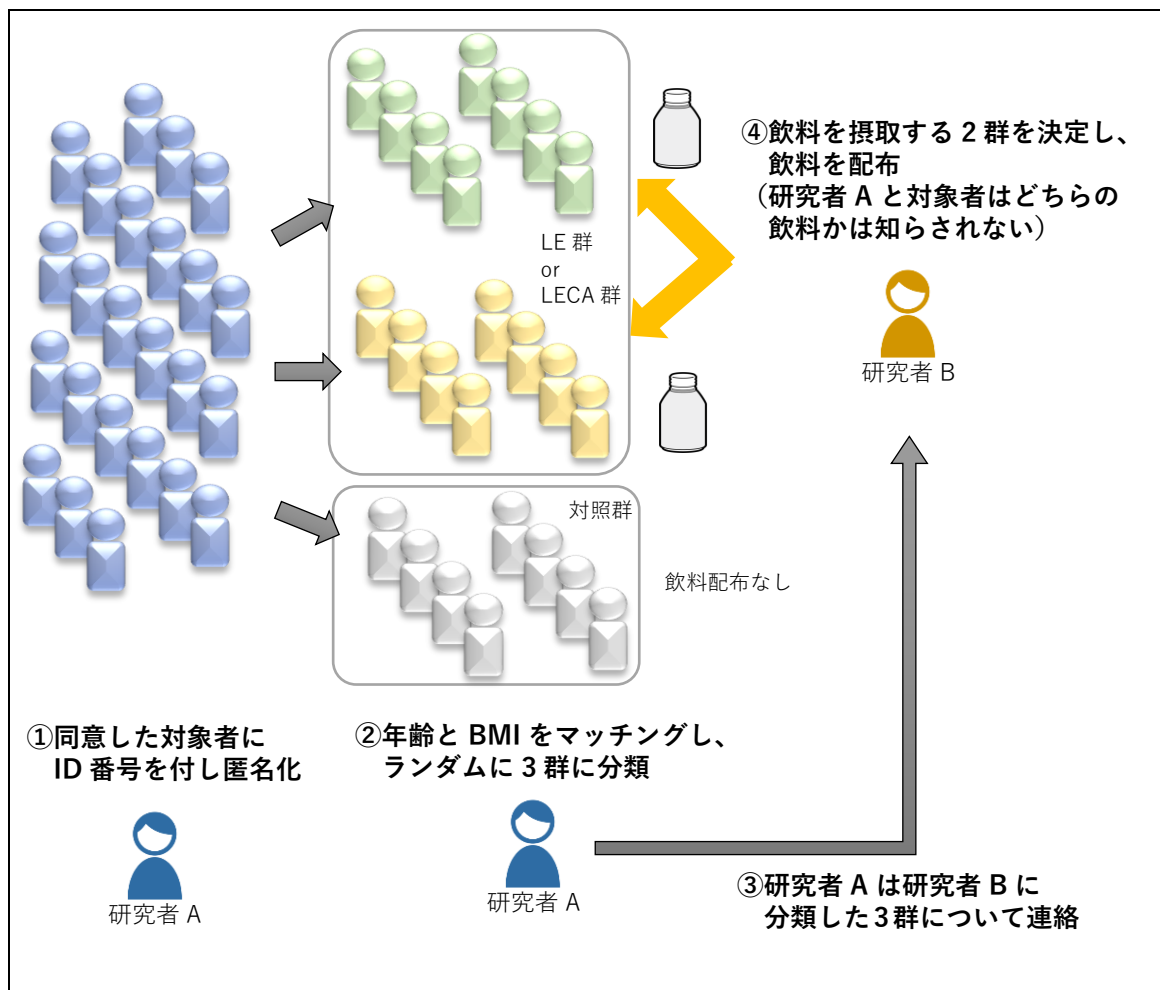 LE 群
or
LECA 群
④飲料を摂取する 2 群を決定し、
飲料を配布
（研究者 A と対象者はどちらの
飲料かは知らされない）
研究者 B
対照群
飲料配布なし
①同意した対象者に
ID 番号を付し匿名化
研究者 A
②年齢と BMI をマッチングし、
ランダムに 3 群に分類
研究者 A
③研究者 A は研究者 B に
分類した 3 群について連絡